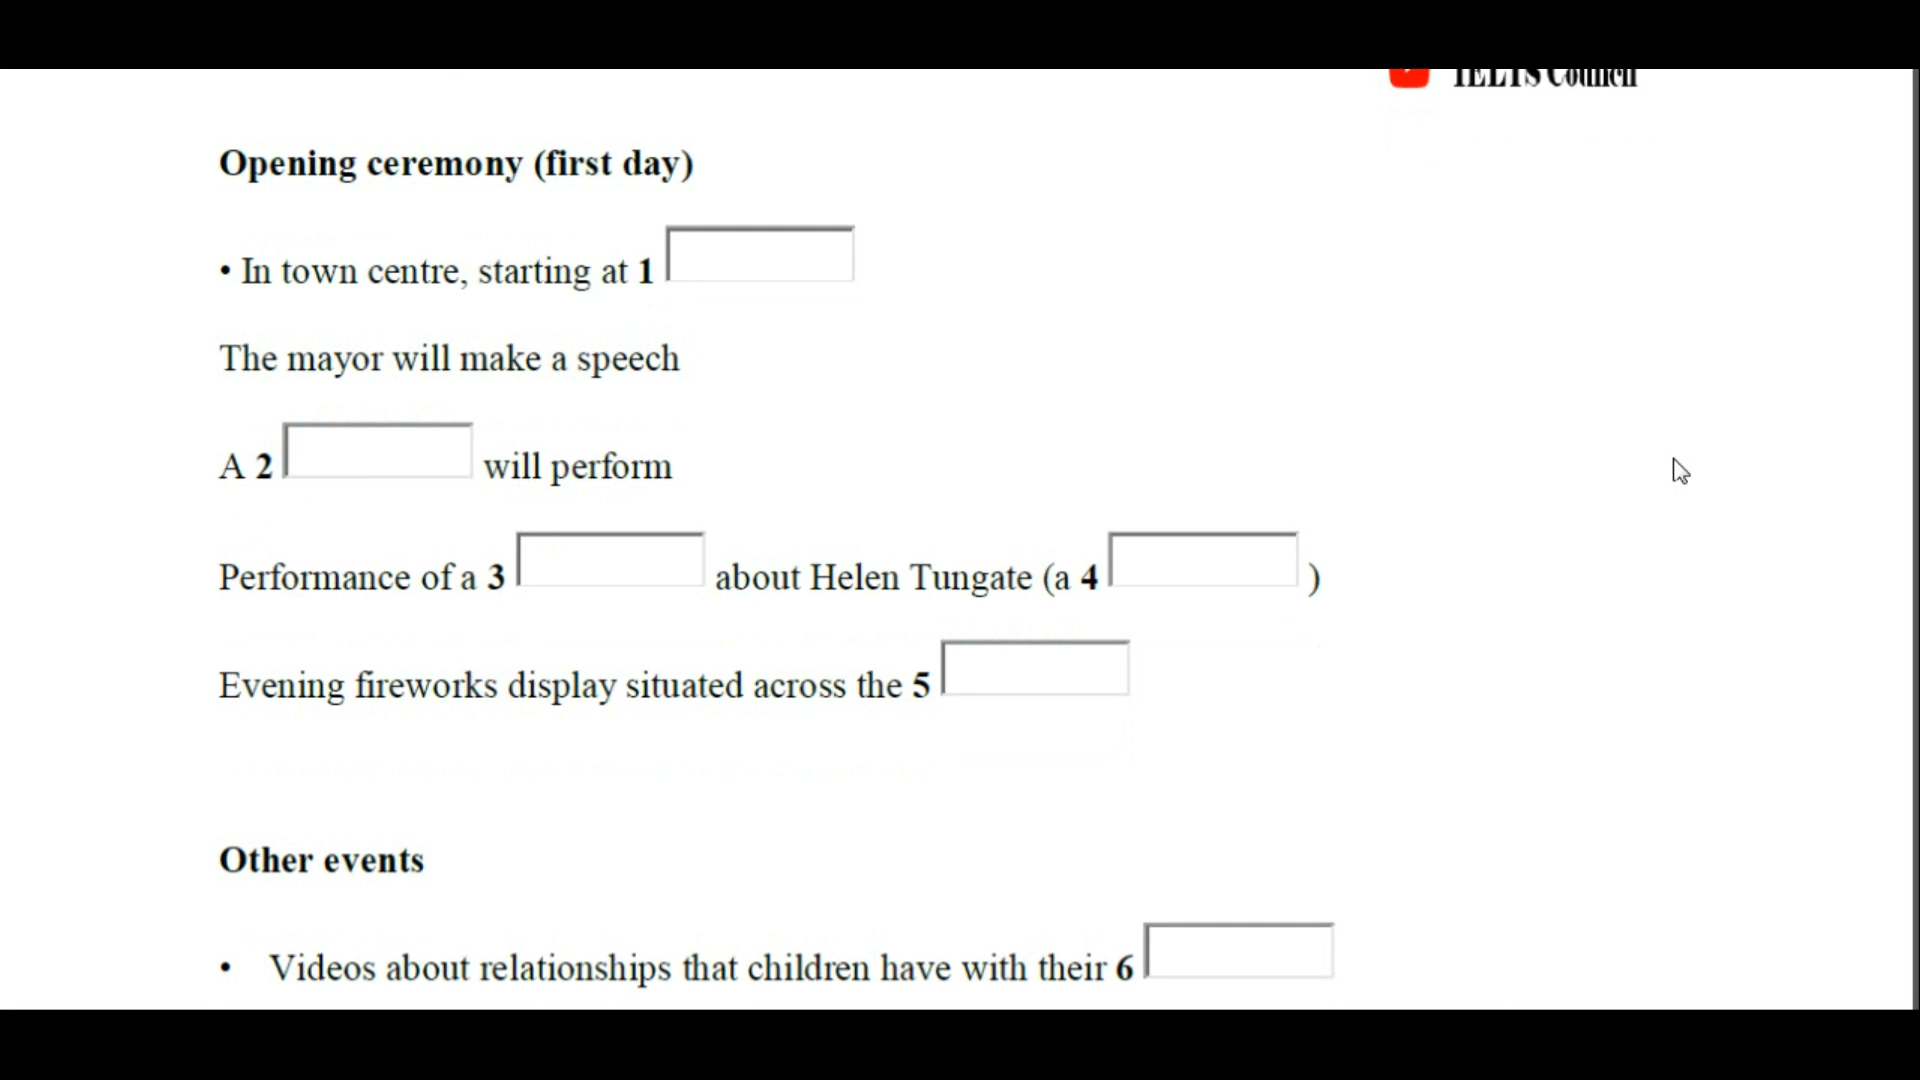 IELTS Council
Opening ceremony (first day)
• In town centre, starting at 1
The mayor will make a speech
A 2 will perform
Performance of a 3 about Helen Tungate (a 4 )
Evening fireworks display situated across the 5
Other events
• Videos about relationships that children have with their 6